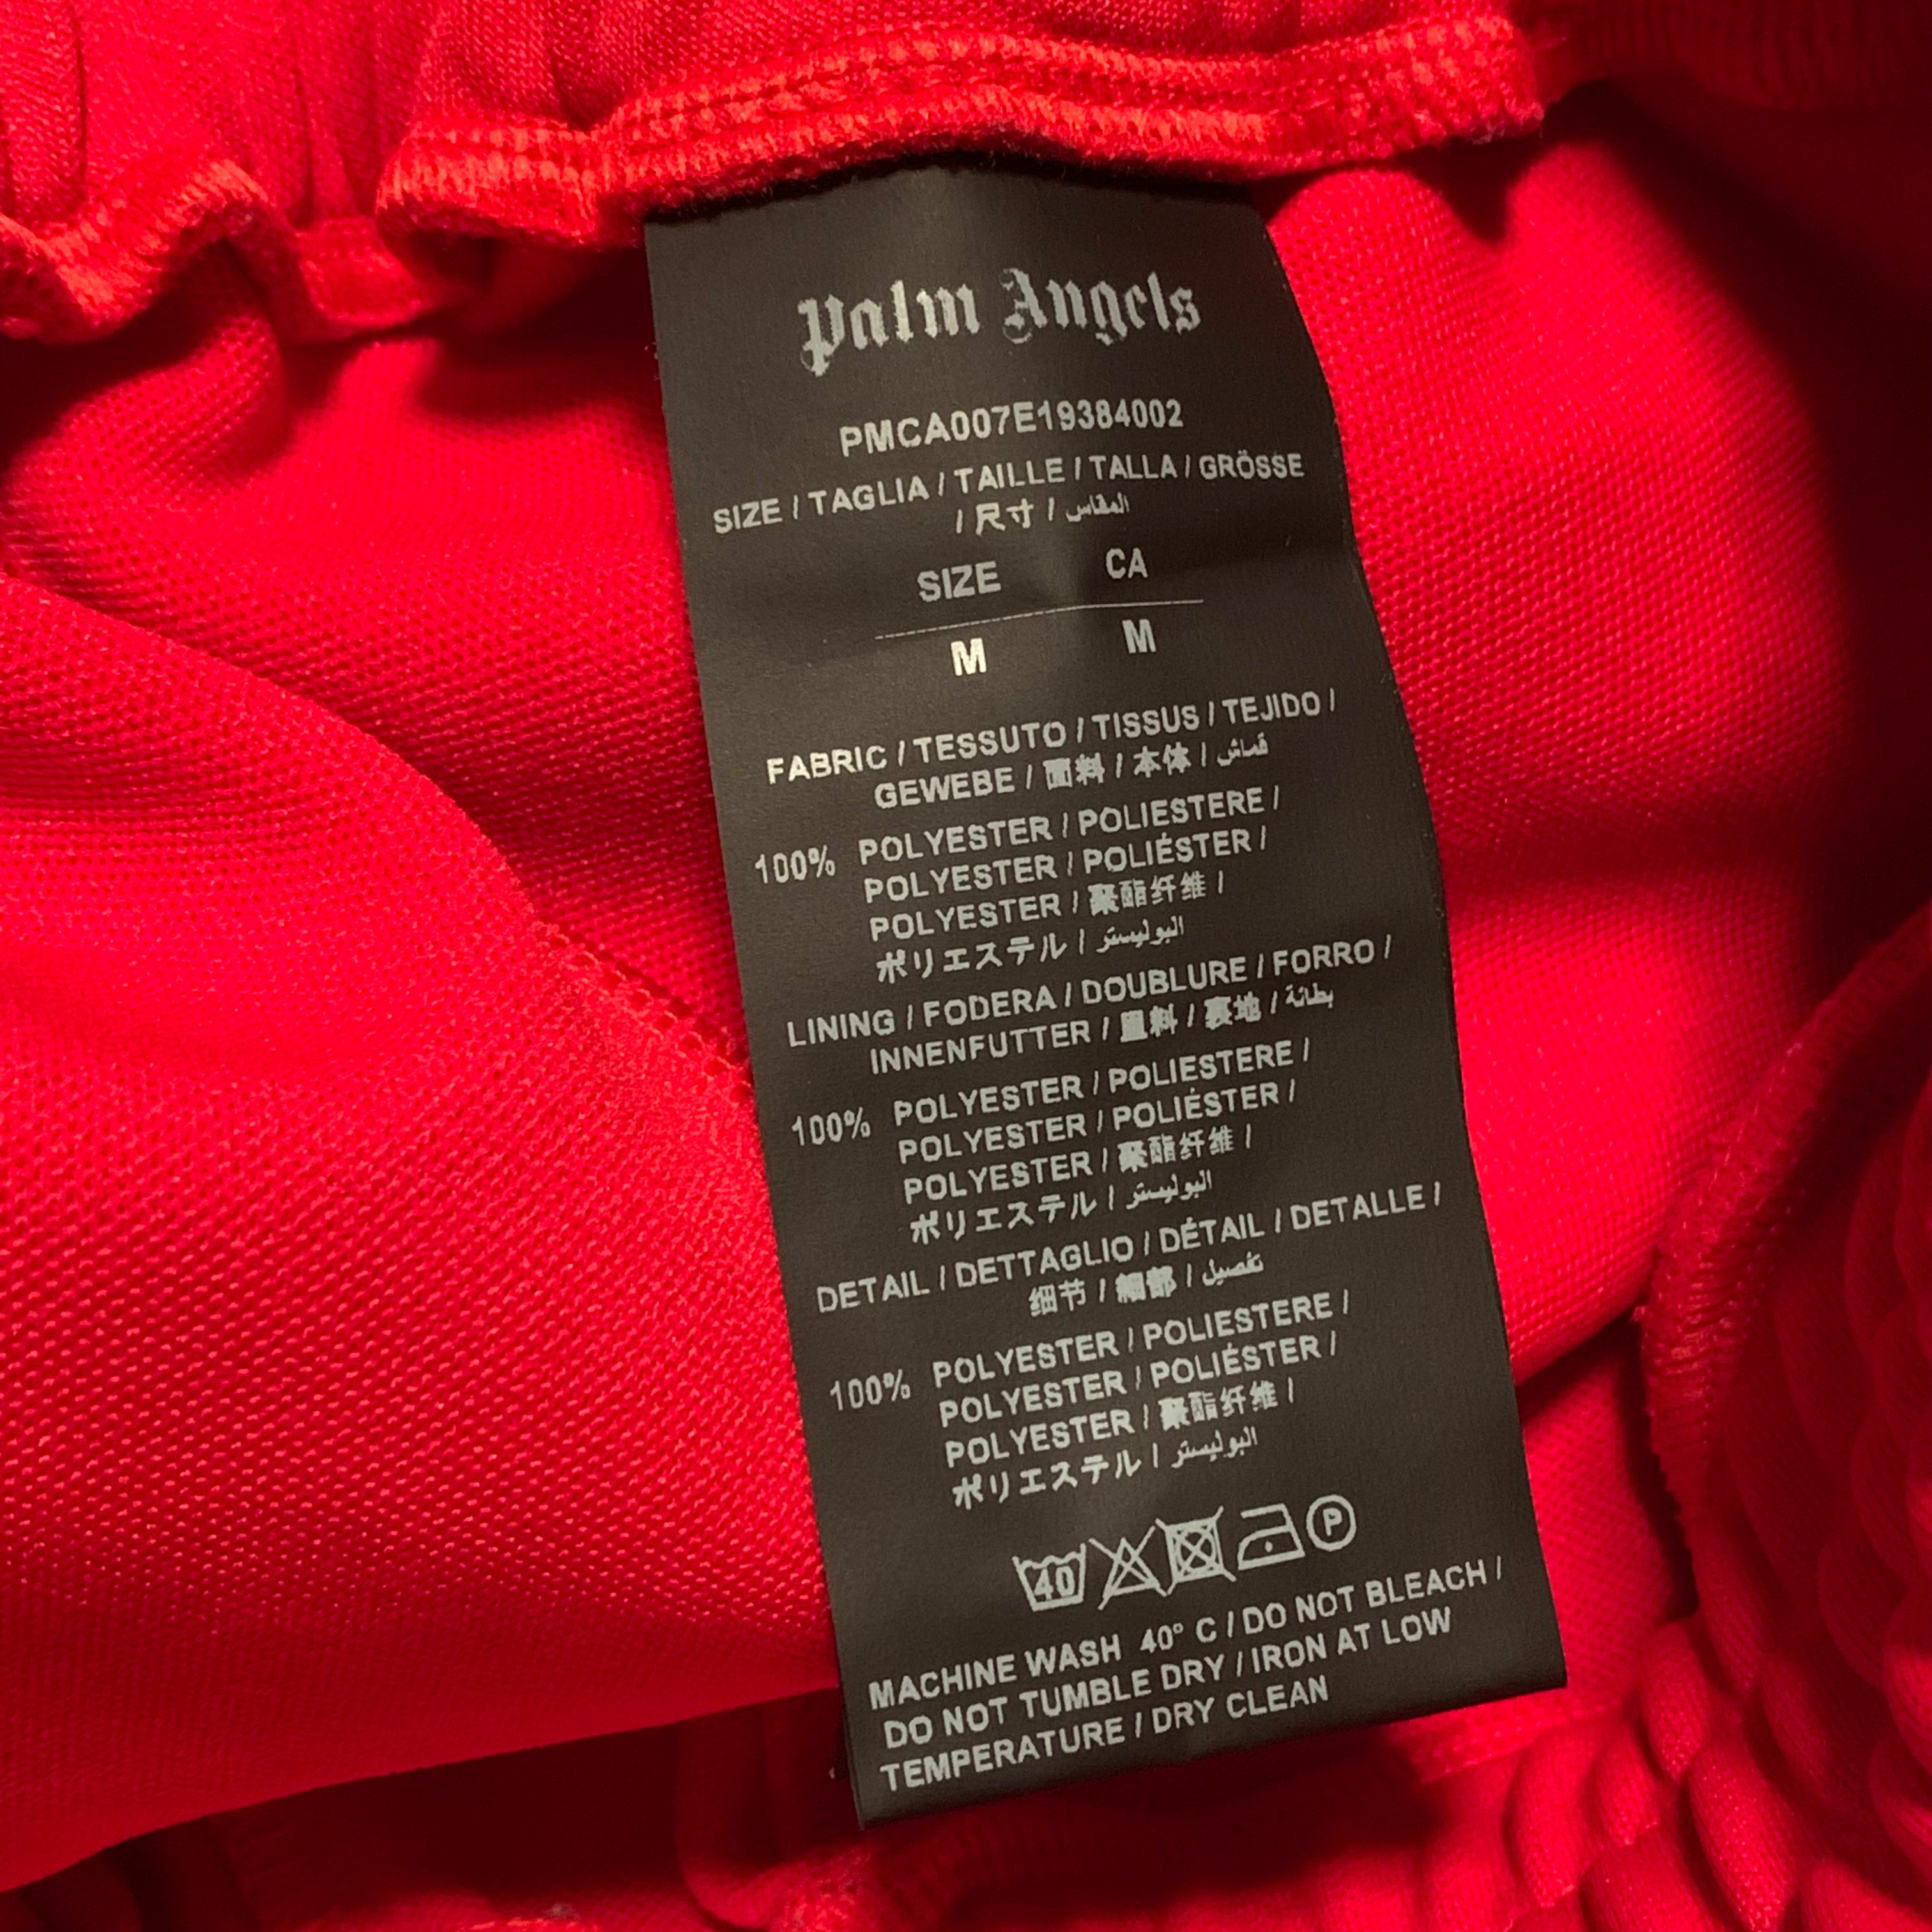 Palm Angels
PMCA007E19384002
SIZE / TAGLIA / TAILLE / TALLA / GRÖSSE
/ 尺寸 / المقاس
SIZE CA
M M
FABRIC / TESSUTO / TISSUS / TEJIDO /
GEWEBE / 面料 / 本体 / قماش
100% POLYESTER / POLIESTERE /
POLYESTER / POLIÉSTER /
POLYESTER / 聚酯纤维 /
ポリエステル / البوليستر
LINING / FODERA / DOUBLURE / FORRO /
INNENFUTTER / 里料 / 裏地 / بطانة
100% POLYESTER / POLIESTERE /
POLYESTER / POLIÉSTER /
POLYESTER / 聚酯纤维 /
ポリエステル / البوليستر
DETAIL / DETTAGLIO / DÉTAIL / DETALLE /
细节 / 細部 / تفصيل
100% POLYESTER / POLIESTERE /
POLYESTER / POLIÉSTER /
POLYESTER / 聚酯纤维 /
ポリエステル / البوليستر
40 P
MACHINE WASH 40° C / DO NOT BLEACH /
DO NOT TUMBLE DRY / IRON AT LOW
TEMPERATURE / DRY CLEAN